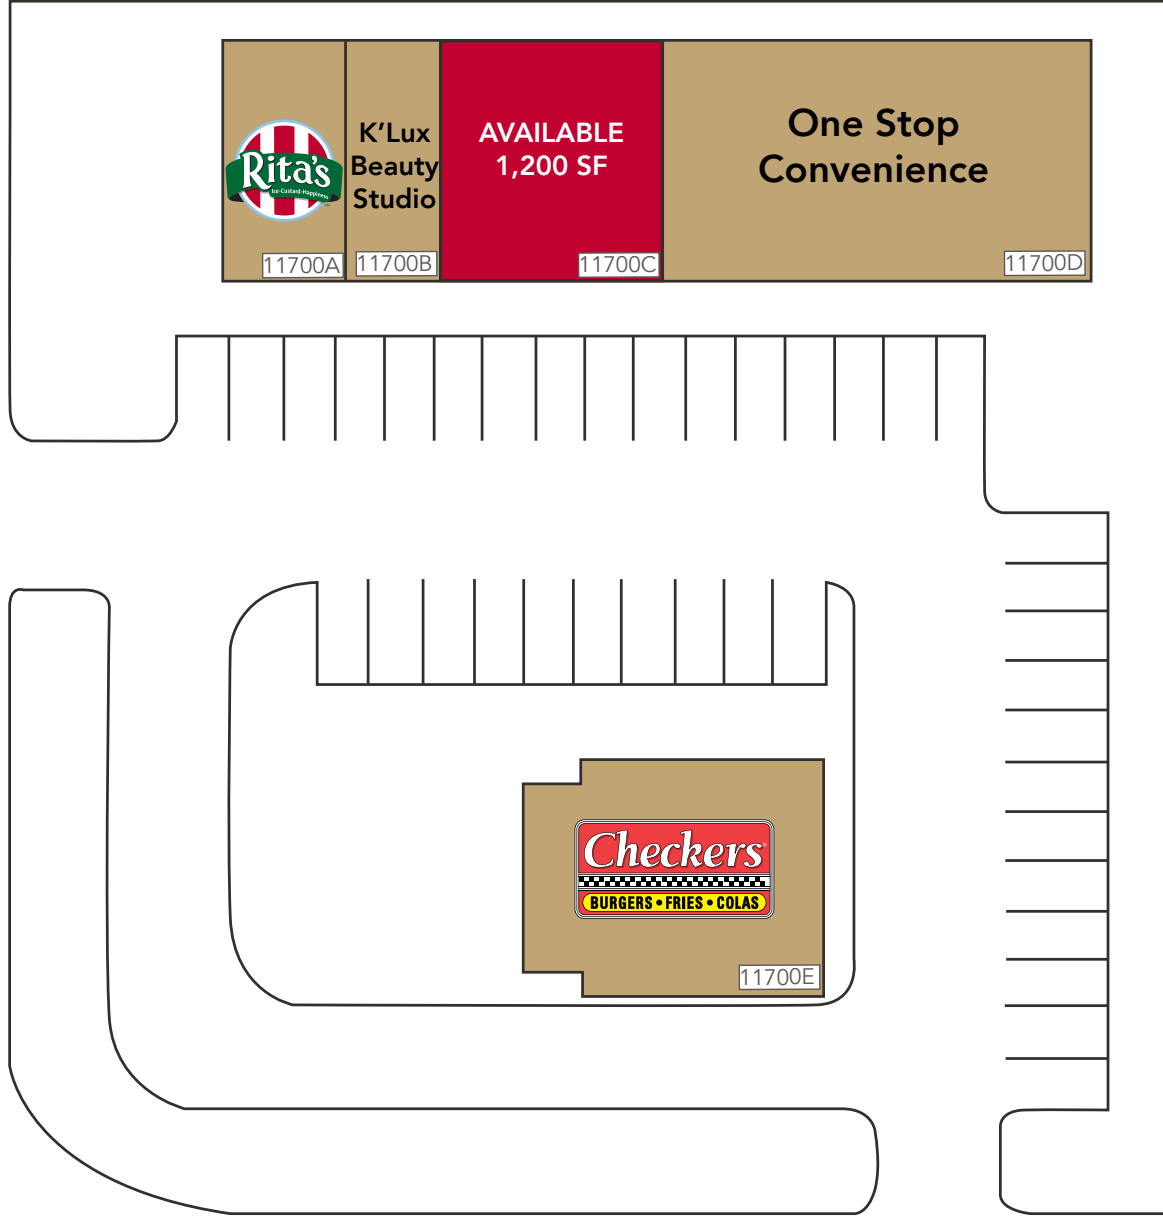 Rita's
Ice-Custard-Happiness
TM
K'Lux
Beauty
Studio
AVAILABLE
1,200 SF
One Stop
Convenience
11700A
11700B
11700C
11700D
Checkers®
BURGERS • FRIES • COLAS
11700E